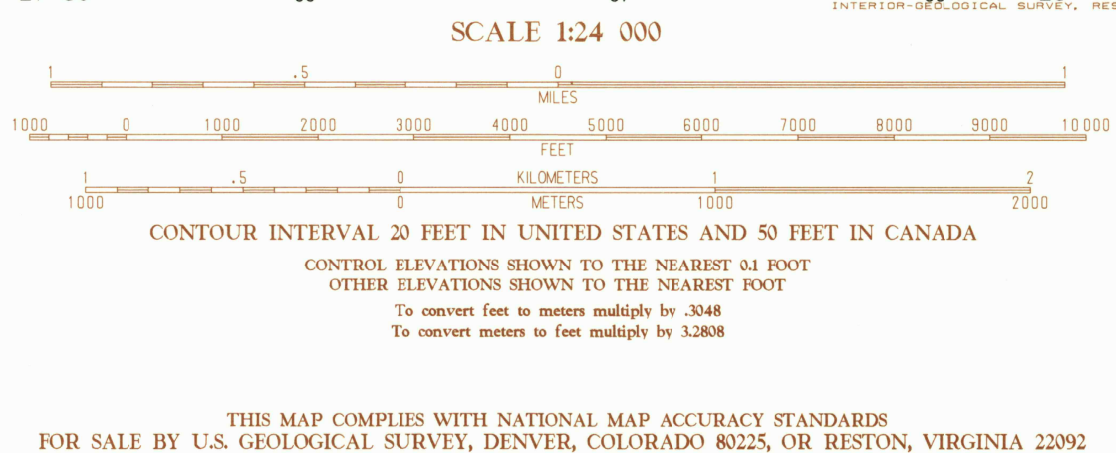 INTERIOR-GEOLOGICAL SURVEY, RES
SCALE 1:24 000
1 .5 0 1
MILES
1000 0 1000 2000 3000 4000 5000 6000 7000 8000 9000 10 000
FEET
1 .5 0 KILOMETERS 1 2
1000 0 METERS 1000 2000
CONTOUR INTERVAL 20 FEET IN UNITED STATES AND 50 FEET IN CANADA
CONTROL ELEVATIONS SHOWN TO THE NEAREST 0.1 FOOT
OTHER ELEVATIONS SHOWN TO THE NEAREST FOOT
To convert feet to meters multiply by .3048
To convert meters to feet multiply by 3.2808
THIS MAP COMPLIES WITH NATIONAL MAP ACCURACY STANDARDS
FOR SALE BY U.S. GEOLOGICAL SURVEY, DENVER, COLORADO 80225, OR RESTON, VIRGINIA 22092